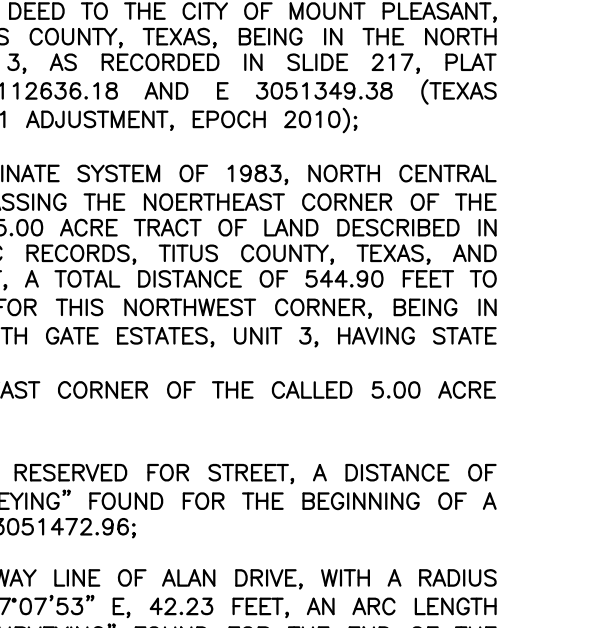 DEED TO THE CITY OF MOUNT PLEASANT,
S COUNTY, TEXAS, BEING IN THE NORTH
3, AS RECORDED IN SLIDE 217, PLAT
112636.18 AND E 3051349.38 (TEXAS
1 ADJUSTMENT, EPOCH 2010);
INATE SYSTEM OF 1983, NORTH CENTRAL
ASSING THE NOERTHEAST CORNER OF THE
5.00 ACRE TRACT OF LAND DESCRIBED IN
C RECORDS, TITUS COUNTY, TEXAS, AND
, A TOTAL DISTANCE OF 544.90 FEET TO
FOR THIS NORTHWEST CORNER, BEING IN
TH GATE ESTATES, UNIT 3, HAVING STATE
AST CORNER OF THE CALLED 5.00 ACRE
RESERVED FOR STREET, A DISTANCE OF
EYING” FOUND FOR THE BEGINNING OF A
3051472.96;
WAY LINE OF ALAN DRIVE, WITH A RADIUS
7°07’53” E, 42.23 FEET, AN ARC LENGTH